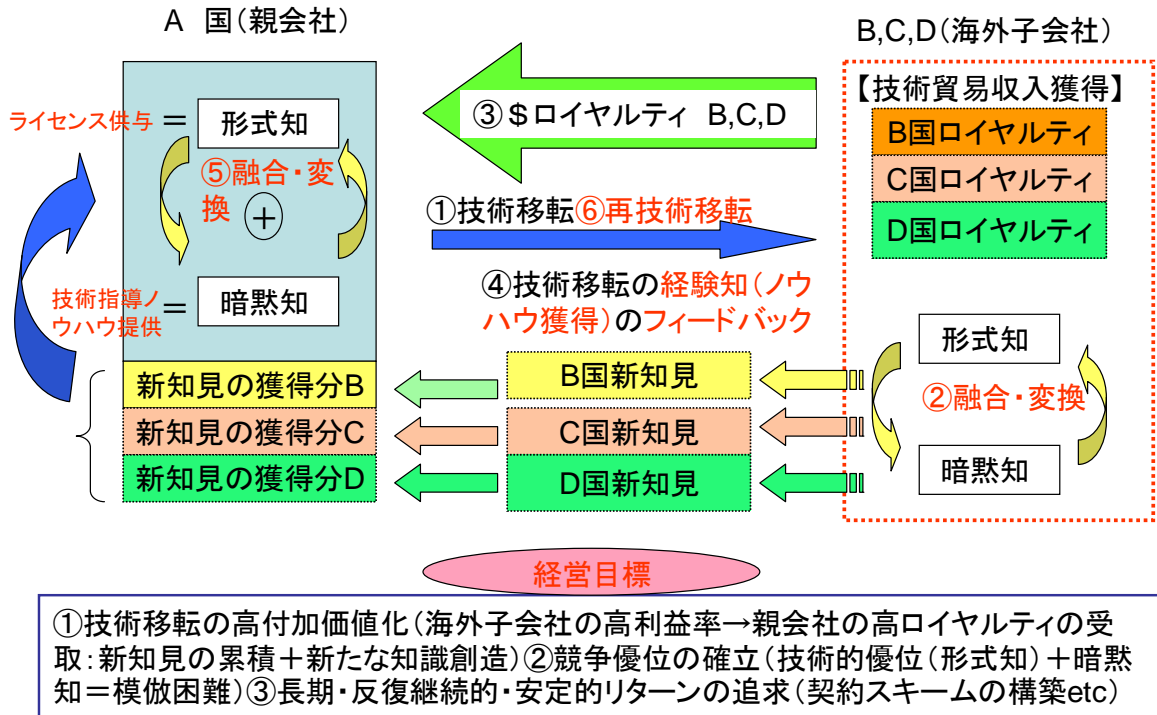 A 国(親会社)
B,C,D(海外子会社)
ライセンス供与
=
形式知
⑤融合・変
換
+
技術指導ノ
ウハウ提供
=
暗黙知
③$ロイヤルティ B,C,D
①技術移転⑥再技術移転
④技術移転の経験知(ノウ
ハウ獲得)のフィードバック
【技術貿易収入獲得】
B国ロイヤルティ
C国ロイヤルティ
D国ロイヤルティ
形式知
②融合・変換
暗黙知
新知見の獲得分B
新知見の獲得分C
新知見の獲得分D
B国新知見
C国新知見
D国新知見
経営目標
①技術移転の高付加価値化(海外子会社の高利益率→親会社の高ロイヤルティの受
取:新知見の累積+新たな知識創造)②競争優位の確立(技術的優位(形式知)+暗黙
知=模倣困難)③長期・反復継続的・安定的リターンの追求(契約スキームの構築etc)